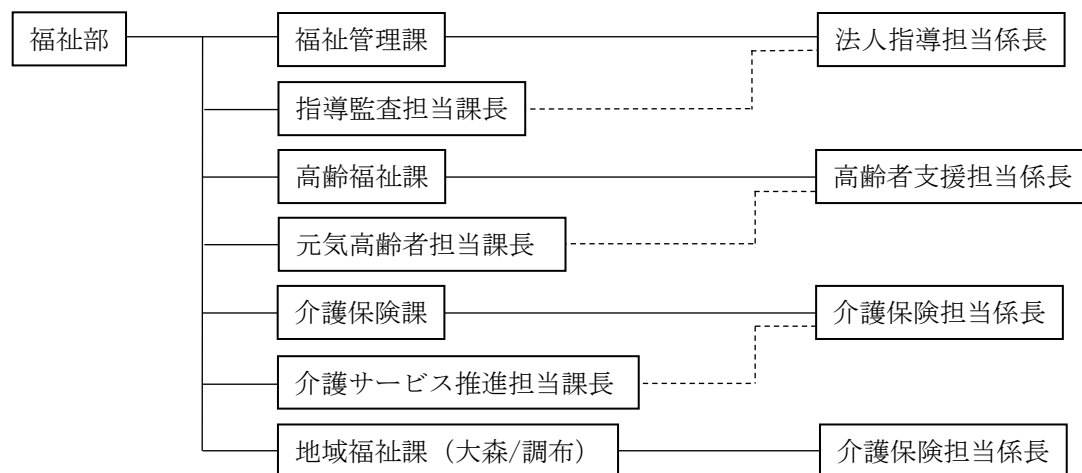 福祉部
福祉管理課
法人指導担当係長
指導監査担当課長
高齢福祉課
高齢者支援担当係長
元気高齢者担当課長
介護保険課
介護保険担当係長
介護サービス推進担当課長
地域福祉課（大森/調布）
介護保険担当係長